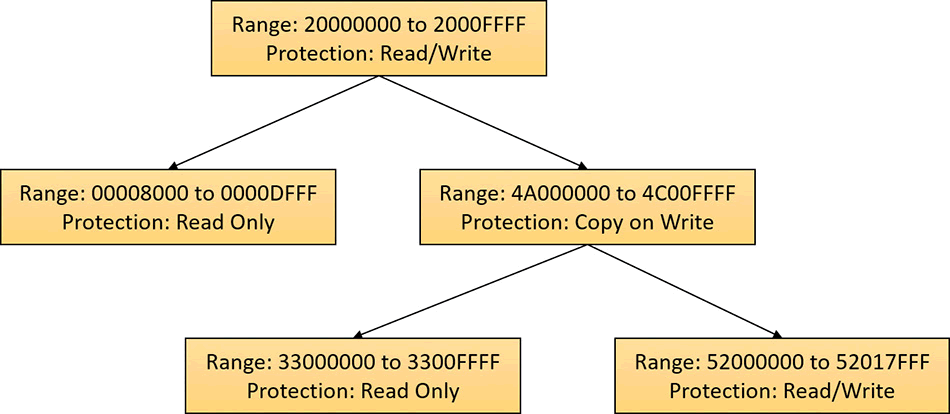 Range: 20000000 to 2000FFFF
Protection: Read/Write
Range: 00008000 to 0000DFFF
Protection: Read Only
Range: 4A000000 to 4C00FFFF
Protection: Copy on Write
Range: 33000000 to 3300FFFF
Protection: Read Only
Range: 52000000 to 52017FFF
Protection: Read/Write